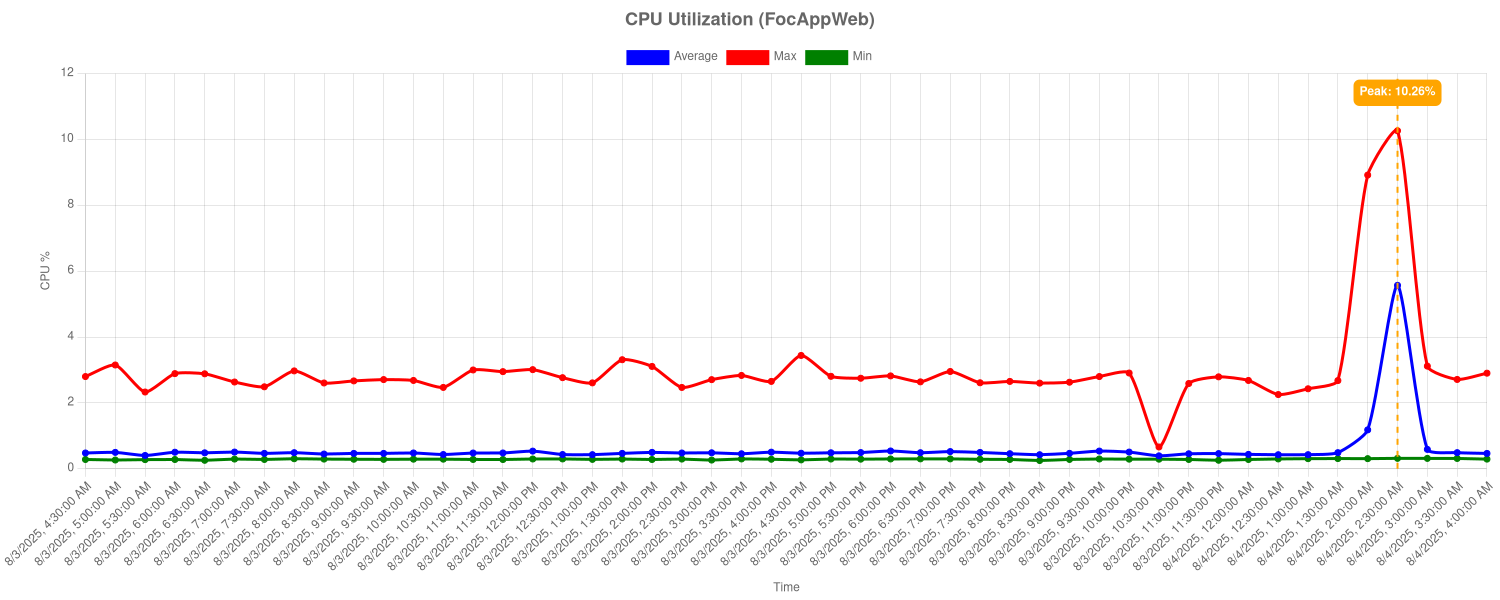 CPU Utilization (FocAppWeb)
Average Max Min
12
Peak: 10.26%
10
8
6
4
2
0
CPU %
8/3/2025, 4:30:00 AM
8/3/2025, 5:00:00 AM
8/3/2025, 5:30:00 AM
8/3/2025, 6:00:00 AM
8/3/2025, 6:30:00 AM
8/3/2025, 7:00:00 AM
8/3/2025, 7:30:00 AM
8/3/2025, 8:00:00 AM
8/3/2025, 8:30:00 AM
8/3/2025, 9:00:00 AM
8/3/2025, 9:30:00 AM
8/3/2025, 10:00:00 AM
8/3/2025, 10:30:00 AM
8/3/2025, 11:00:00 AM
8/3/2025, 11:30:00 AM
8/3/2025, 12:00:00 PM
8/3/2025, 12:30:00 PM
8/3/2025, 1:00:00 PM
8/3/2025, 1:30:00 PM
8/3/2025, 2:00:00 PM
8/3/2025, 2:30:00 PM
8/3/2025, 3:00:00 PM
8/3/2025, 3:30:00 PM
8/3/2025, 4:00:00 PM
8/3/2025, 4:30:00 PM
8/3/2025, 5:00:00 PM
8/3/2025, 5:30:00 PM
8/3/2025, 6:00:00 PM
8/3/2025, 6:30:00 PM
8/3/2025, 7:00:00 PM
8/3/2025, 7:30:00 PM
8/3/2025, 8:00:00 PM
8/3/2025, 8:30:00 PM
8/3/2025, 9:00:00 PM
8/3/2025, 9:30:00 PM
8/3/2025, 10:00:00 PM
8/3/2025, 10:30:00 PM
8/3/2025, 11:00:00 PM
8/3/2025, 11:30:00 PM
8/4/2025, 12:00:00 AM
8/4/2025, 12:30:00 AM
8/4/2025, 1:00:00 AM
8/4/2025, 1:30:00 AM
8/4/2025, 2:00:00 AM
8/4/2025, 2:30:00 AM
8/4/2025, 3:00:00 AM
8/4/2025, 3:30:00 AM
8/4/2025, 4:00:00 AM
Time